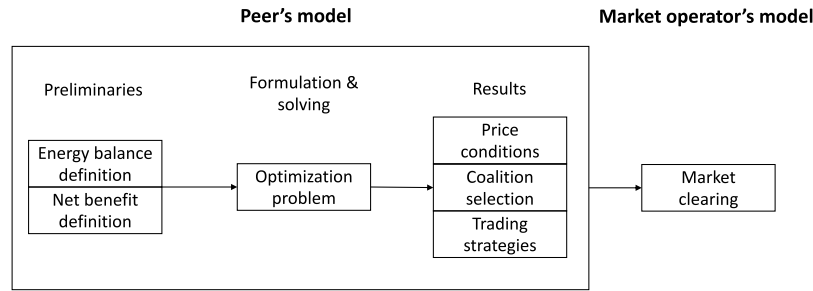 Peer's model
Market operator's model
Preliminaries
Formulation &
solving
Results
Energy balance
definition
Net benefit
definition
Optimization
problem
Price
conditions
Coalition
selection
Trading
strategies
Market
clearing